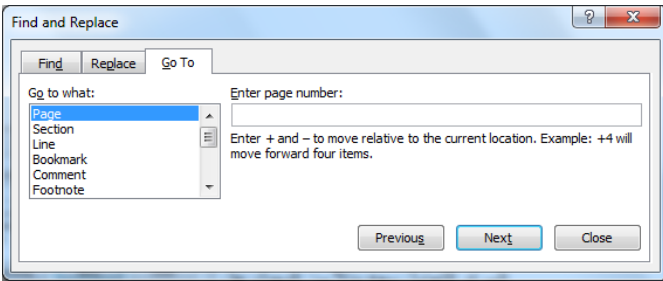 Find and Replace
Find Replace Go To
Go to what:
Page
Section
Line
Bookmark
Comment
Footnote
Enter page number:
Enter + and – to move relative to the current location. Example: +4 will
move forward four items.
Previous Next Close